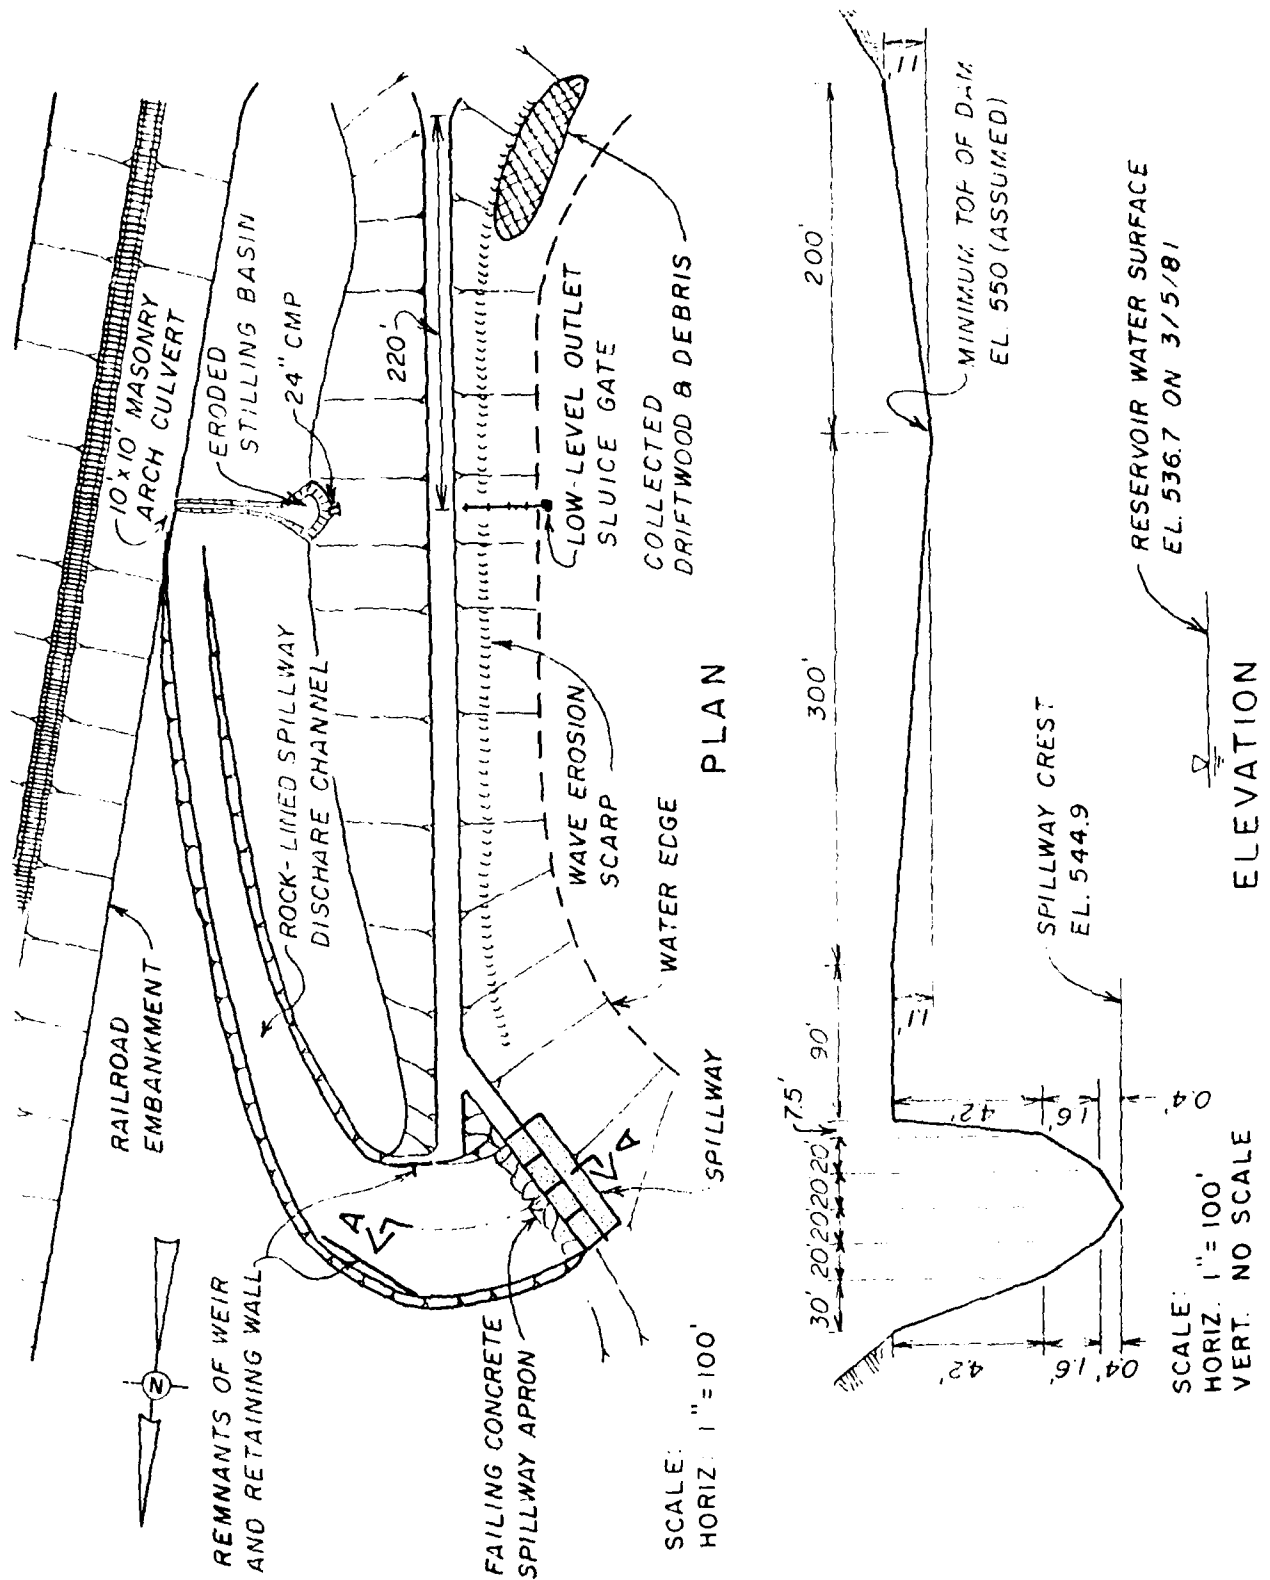 10' x 10' MASONRY
ARCH CULVERT
ERODED
STILLING BASIN
24" CMP
220'
LOW-LEVEL OUTLET
SLUICE GATE
COLLECTED
DRIFTWOOD & DEBRIS
ROCK-LINED SPILLWAY
DISCHARE CHANNEL
WAVE EROSION
SCARP
WATER EDGE
RAILROAD
EMBANKMENT
SPILLWAY
A
A
N
REMNANTS OF WEIR
AND RETAINING WALL
FAILING CONCRETE
SPILLWAY APRON
SCALE:
HORIZ. 1" = 100'
PLAN
30'
20'
20'
20'
20'
7.5'
90'
300'
200'
1.1'
1.1'
4.2'
1.6'
0.4'
4.2'
1.6'
0.4'
MINIMUM TOP OF DAM
EL. 550 (ASSUMED)
RESERVOIR WATER SURFACE
EL. 536.7 ON 3/5/81
SPILLWAY CREST
EL. 544.9
SCALE:
HORIZ. 1" = 100'
VERT. NO SCALE
ELEVATION